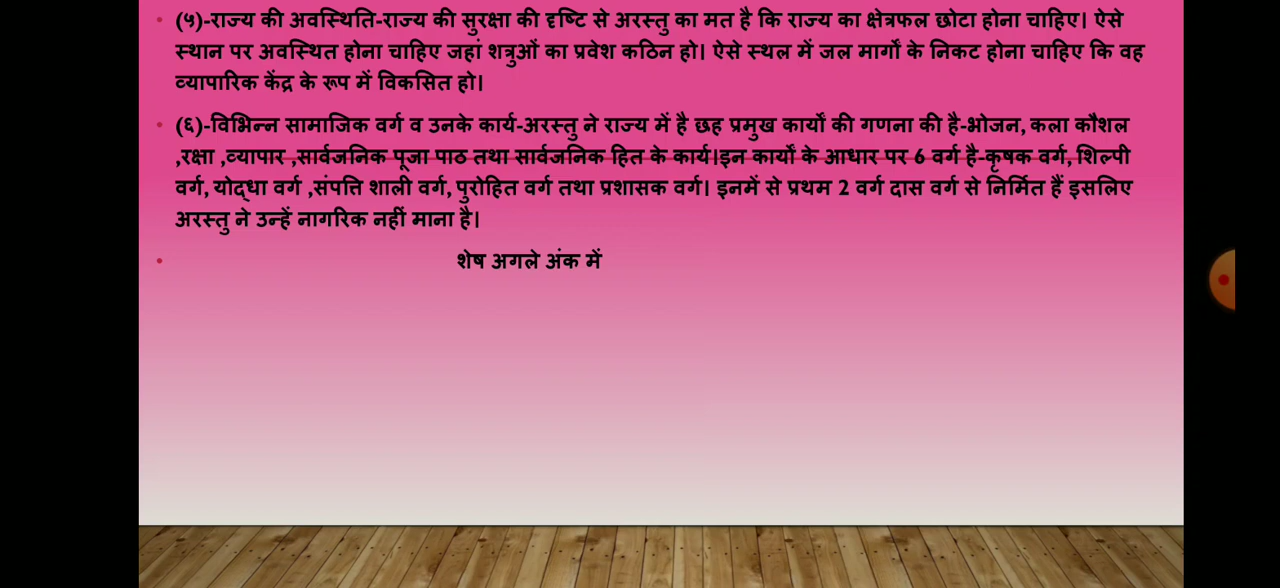 • (५)-राज्य की अवस्थिति-राज्य की सुरक्षा की दृष्टि से अरस्तु का मत है कि राज्य का क्षेत्रफल छोटा होना चाहिए। ऐसे
स्थान पर अवस्थित होना चाहिए जहां शत्रुओं का प्रवेश कठिन हो। ऐसे स्थल में जल मार्गों के निकट होना चाहिए कि वह
व्यापारिक केंद्र के रूप में विकसित हो।
• (६)-विभिन्न सामाजिक वर्ग व उनके कार्य-अरस्तु ने राज्य में है छह प्रमुख कार्यों की गणना की है-भोजन, कला कौशल
,रक्षा ,व्यापार ,सार्वजनिक पूजा पाठ तथा सार्वजनिक हित के कार्य।इन कार्यों के आधार पर 6 वर्ग है-कृषक वर्ग, शिल्पी
वर्ग, योद्धा वर्ग ,संपत्ति शाली वर्ग, पुरोहित वर्ग तथा प्रशासक वर्ग। इनमें से प्रथम 2 वर्ग दास वर्ग से निर्मित हैं इसलिए
अरस्तु ने उन्हें नागरिक नहीं माना है।
• शेष अगले अंक में